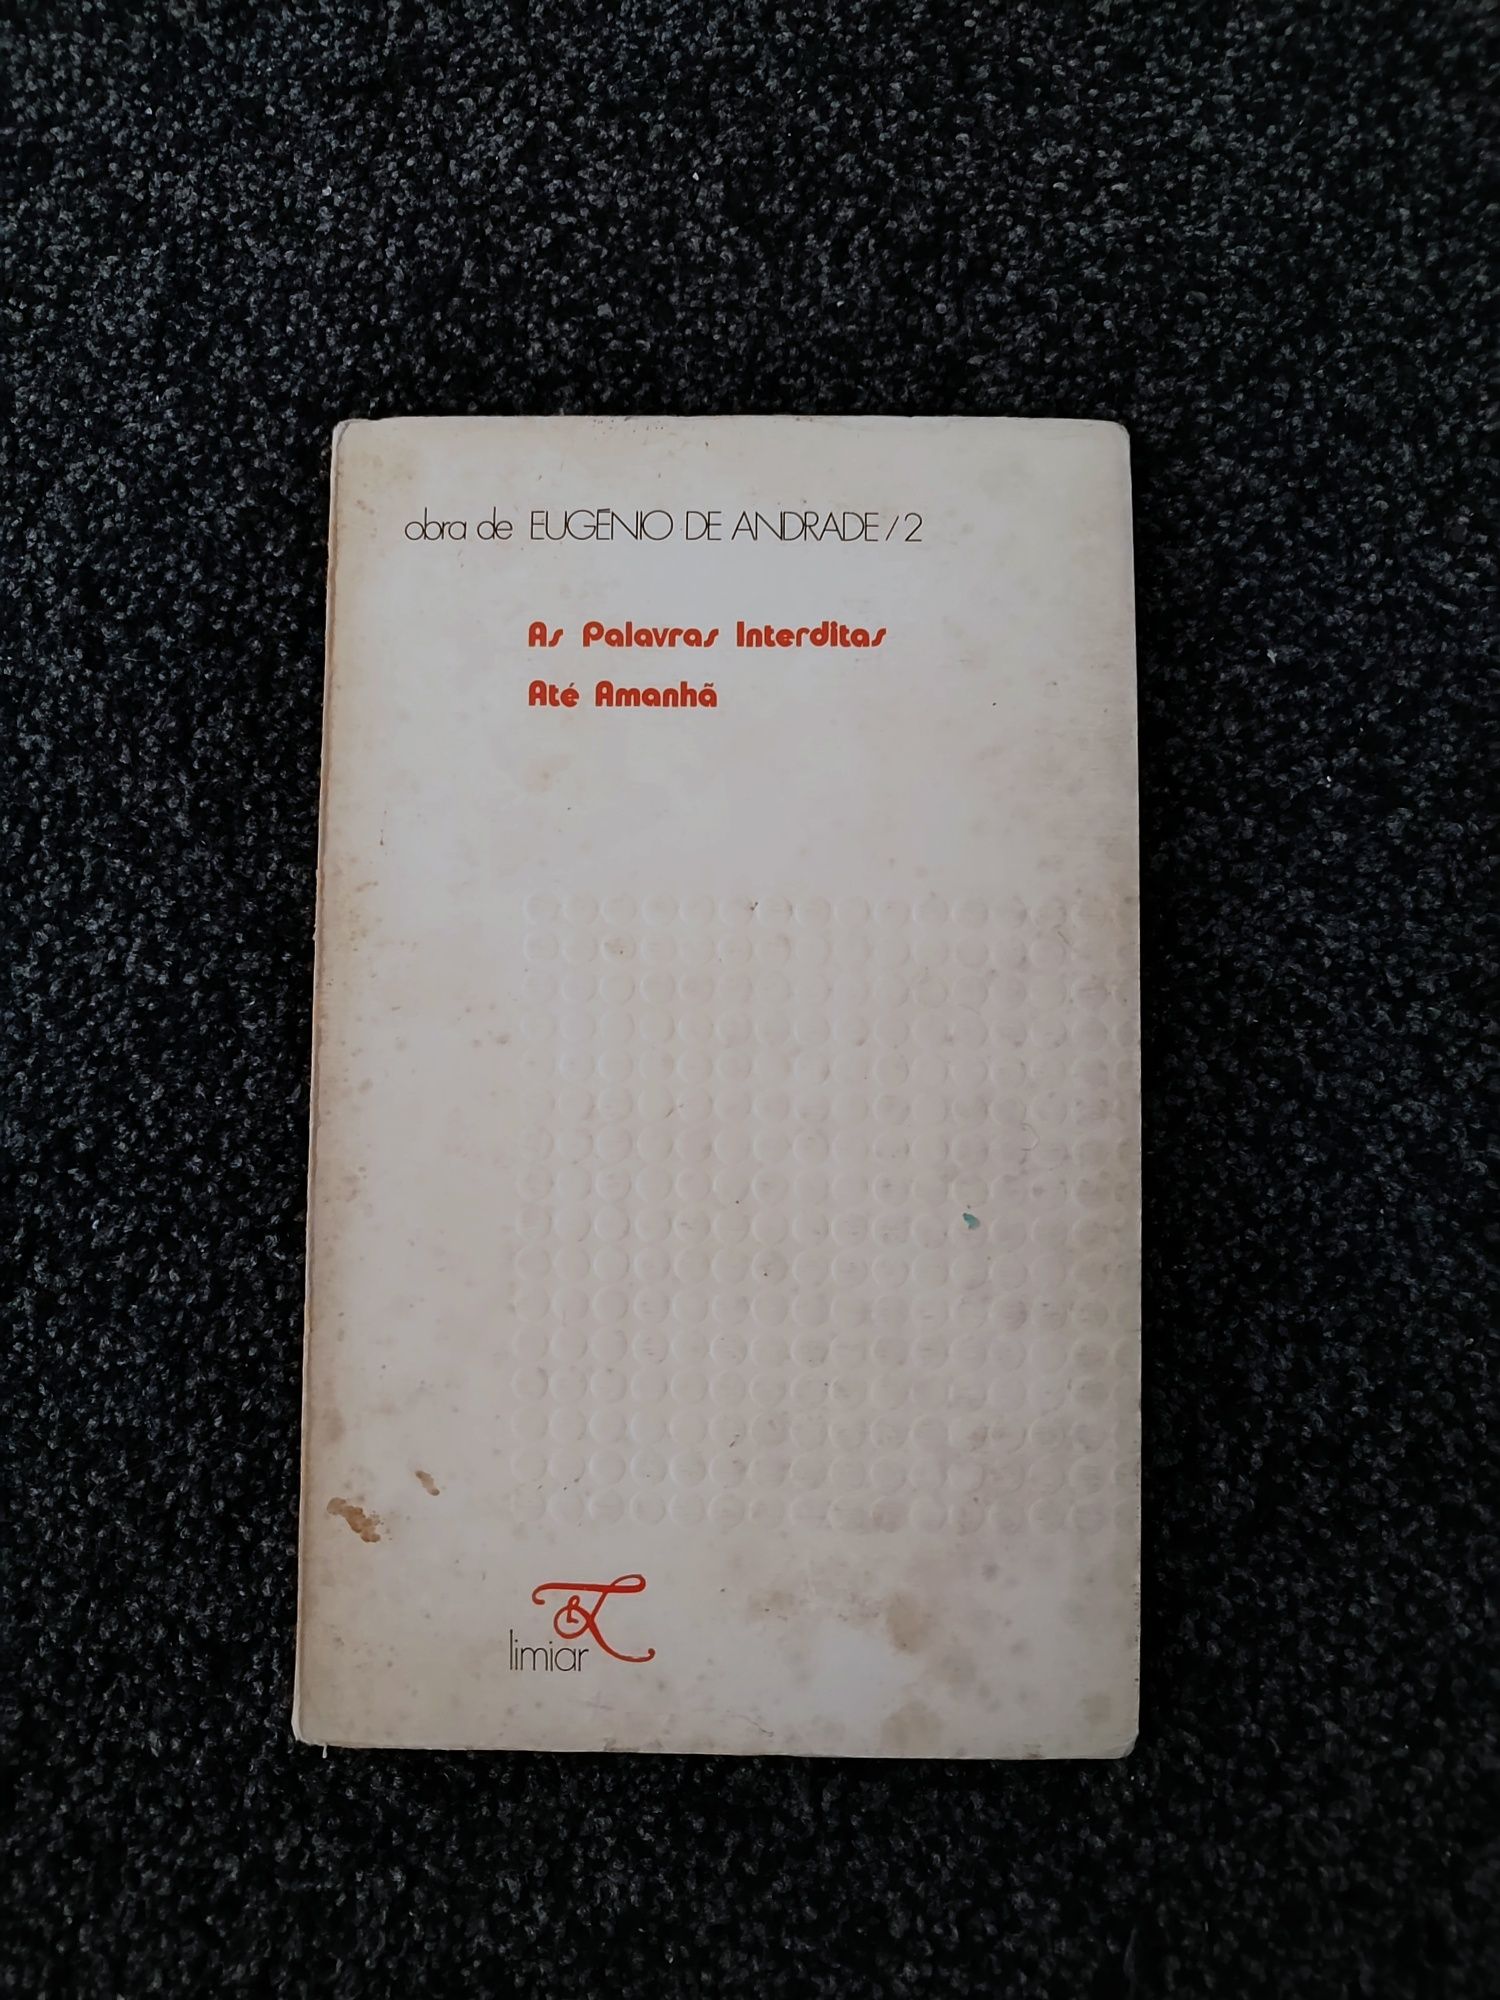 obra de EUGÉNIO DE ANDRADE / 2
As Palavras Interditas
Até Amanhã
limiar